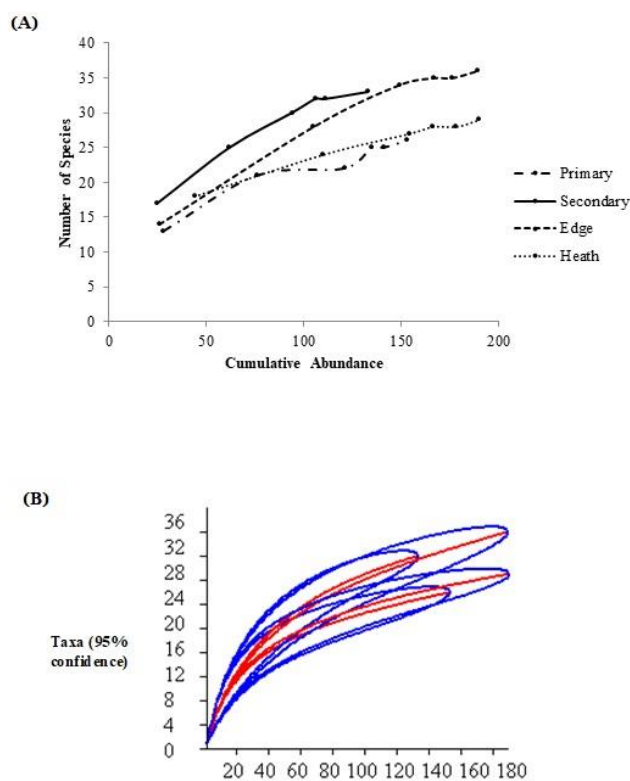 (A)
40
35
30
25
20
15
10
5
0
Number of Species
0 50 100 150 200
Cumulative Abundance
Primary
Secondary
Edge
Heath
(B)
36
32
28
24
20
16
12
8
4
0
Taxa (95%
confidence)
20 40 60 80 100 120 140 160 180